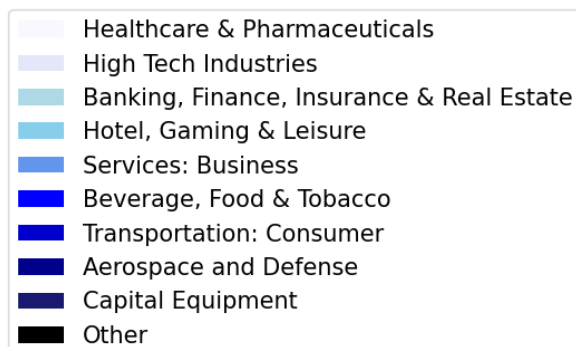 Healthcare & Pharmaceuticals
High Tech Industries
Banking, Finance, Insurance & Real Estate
Hotel, Gaming & Leisure
Services: Business
Beverage, Food & Tobacco
Transportation: Consumer
Aerospace and Defense
Capital Equipment
Other